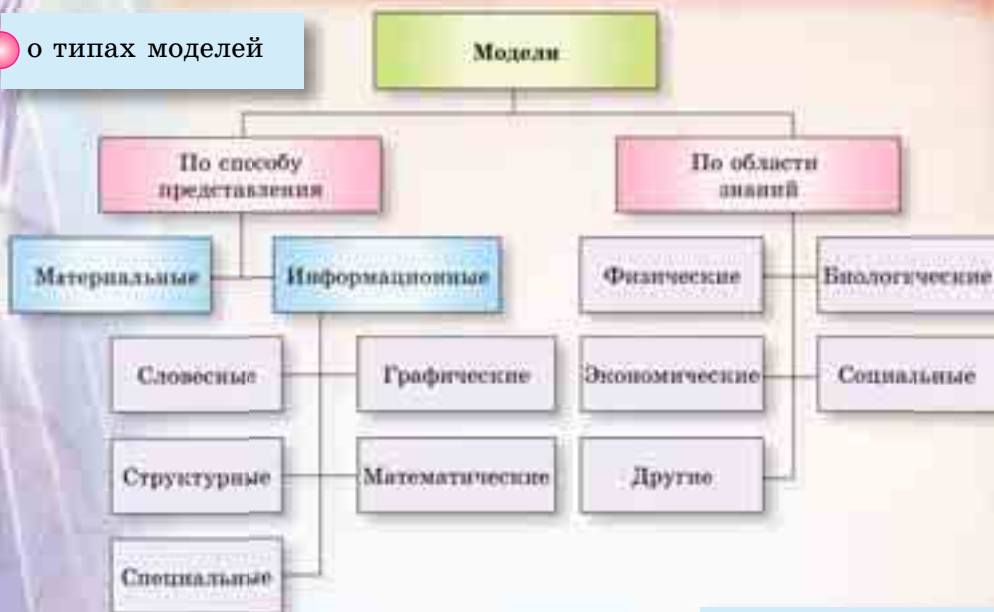 о типах моделей
Модели
По способу
представления
По области
знаний
Материальные
Информационные
Физические
Биологические
Словесные
Графические
Экономические
Социальные
Структурные
Математические
Другие
Специальные